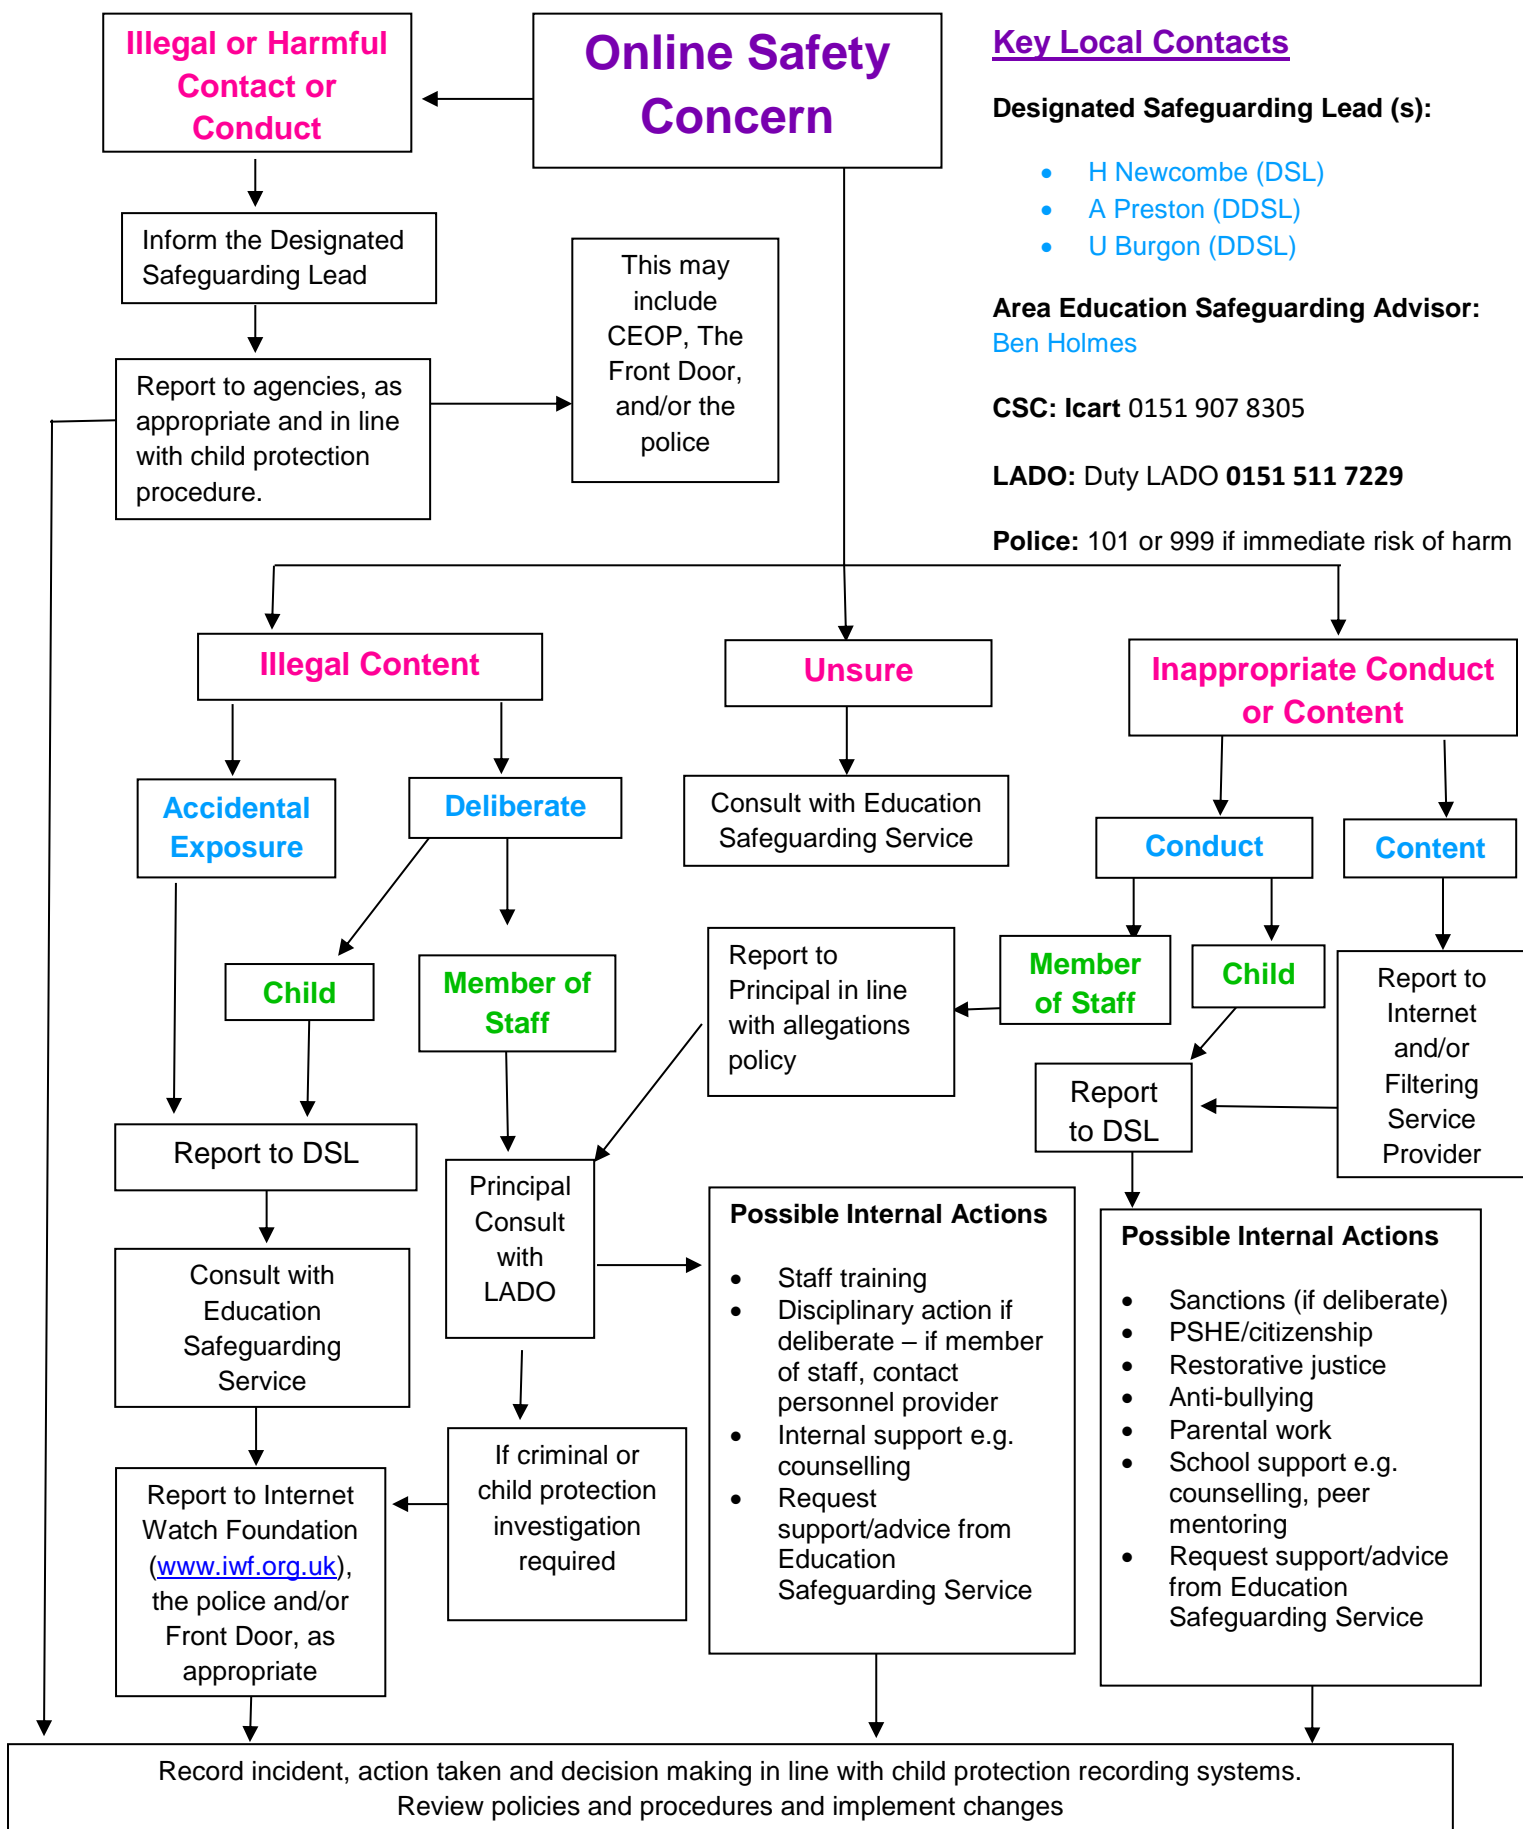 Illegal or Harmful
Contact or
Conduct
Online Safety
Concern
Key Local Contacts
Designated Safeguarding Lead (s):
• H Newcombe (DSL)
• A Preston (DDSL)
• U Burgon (DDSL)
Area Education Safeguarding Advisor:
Ben Holmes
CSC: Icart 0151 907 8305
LADO: Duty LADO 0151 511 7229
Police: 101 or 999 if immediate risk of harm
Inform the Designated
Safeguarding Lead
This may
include
CEOP, The
Front Door,
and/or the
police
Report to agencies, as
appropriate and in line
with child protection
procedure.
Illegal Content
Unsure
Inappropriate Conduct
or Content
Accidental
Exposure
Deliberate
Consult with Education
Safeguarding Service
Conduct
Content
Child
Member of
Staff
Report to
Principal in line
with allegations
policy
Member
of Staff
Child
Report to
Internet
and/or
Filtering
Service
Provider
Report to DSL
Report
to DSL
Principal
Consult
with
LADO
Consult with
Education
Safeguarding
Service
Possible Internal Actions
• Staff training
• Disciplinary action if
deliberate – if member
of staff, contact
personnel provider
• Internal support e.g.
counselling
• Request
support/advice from
Education
Safeguarding Service
Possible Internal Actions
• Sanctions (if deliberate)
• PSHE/citizenship
• Restorative justice
• Anti-bullying
• Parental work
• School support e.g.
counselling, peer
mentoring
• Request support/advice
from Education
Safeguarding Service
If criminal or
child protection
investigation
required
Report to Internet
Watch Foundation
(www.iwf.org.uk),
the police and/or
Front Door, as
appropriate
Record incident, action taken and decision making in line with child protection recording systems.
Review policies and procedures and implement changes